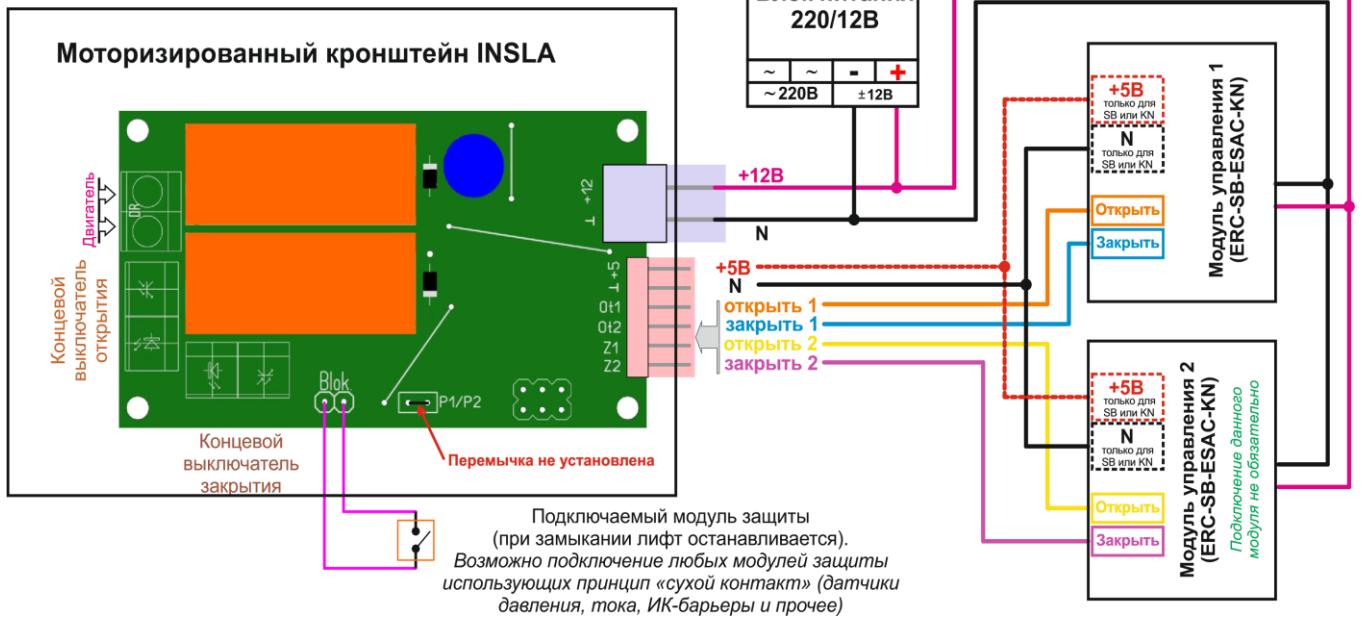 220/12В
~ ~ - +
~220В ±12В
Моторизированный кронштейн INSLA
Двигатель
DR
Концевой
выключатель
открытия
+12
⊥
+12В
N
+5
⊥
Ot1
Ot2
Z1
Z2
+5В
N
открыть 1
закрыть 1
открыть 2
закрыть 2
Blok
P1/P2
Перемычка не установлена
Концевой
выключатель
закрытия
Подключаемый модуль защиты
(при замыкании лифт останавливается).
Возможно подключение любых модулей защиты
использующих принцип «сухой контакт» (датчики
давления, тока, ИК-барьеры и прочее)
+5В
только для
SB или KN
N
только для
SB или KN
Открыть
Закрыть
Модуль управления 1
(ERC-SB-ESAC-KN)
+5В
только для
SB или KN
N
только для
SB или KN
Открыть
Закрыть
Модуль управления 2
(ERC-SB-ESAC-KN)
Подключение данного
модуля не обязательно